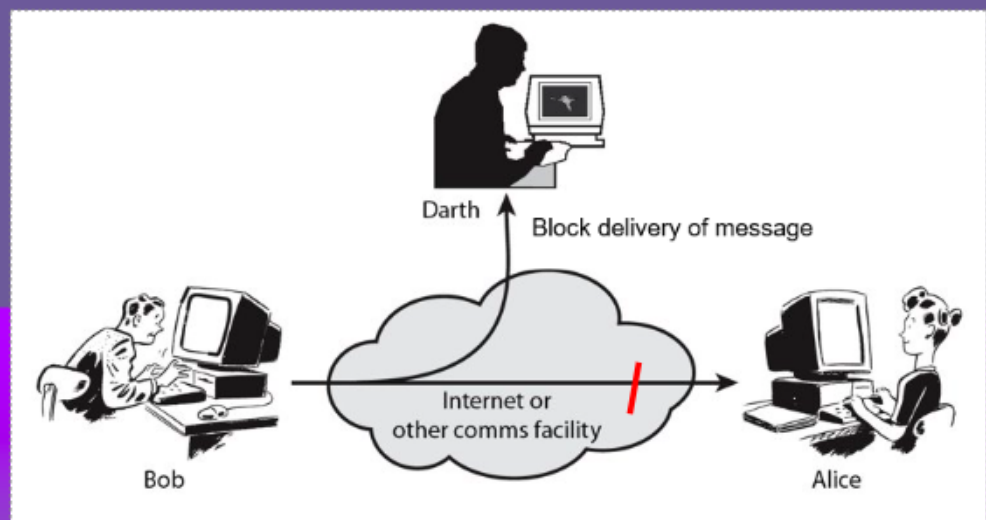 Darth
Block delivery of message
Internet or
other comms facility
Bob
Alice